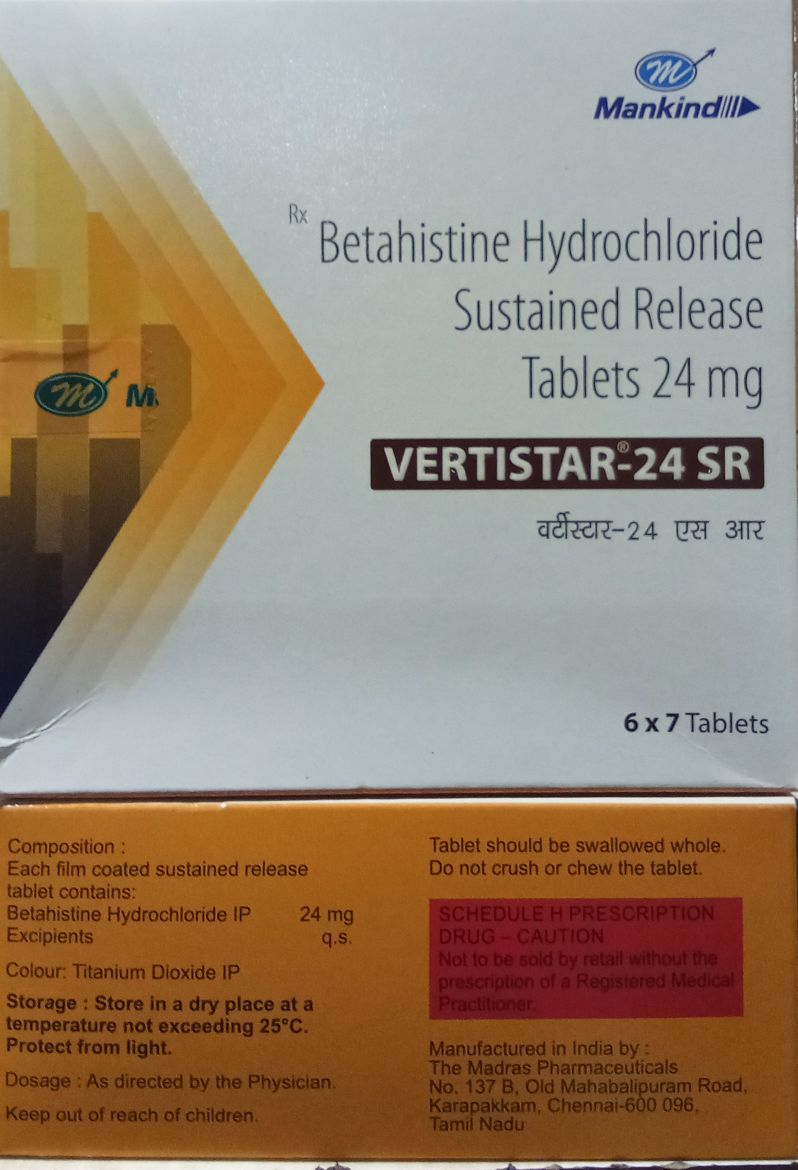 m
Mankind
Rx
Betahistine Hydrochloride
Sustained Release
Tablets 24 mg
m M
VERTISTAR®-24 SR
वर्टीस्टार-24 एस आर
6 x 7 Tablets
Composition :
Each film coated sustained release
tablet contains:
Betahistine Hydrochloride IP 24 mg
Excipients q.s.
Colour: Titanium Dioxide IP
Storage : Store in a dry place at a
temperature not exceeding 25°C.
Protect from light.
Dosage : As directed by the Physician.
Keep out of reach of children.
Tablet should be swallowed whole.
Do not crush or chew the tablet.
SCHEDULE H PRESCRIPTION
DRUG – CAUTION
Not to be sold by retail without the
prescription of a Registered Medical
Practitioner.
Manufactured in India by :
The Madras Pharmaceuticals
No. 137 B, Old Mahabalipuram Road,
Karapakkam, Chennai-600 096,
Tamil Nadu